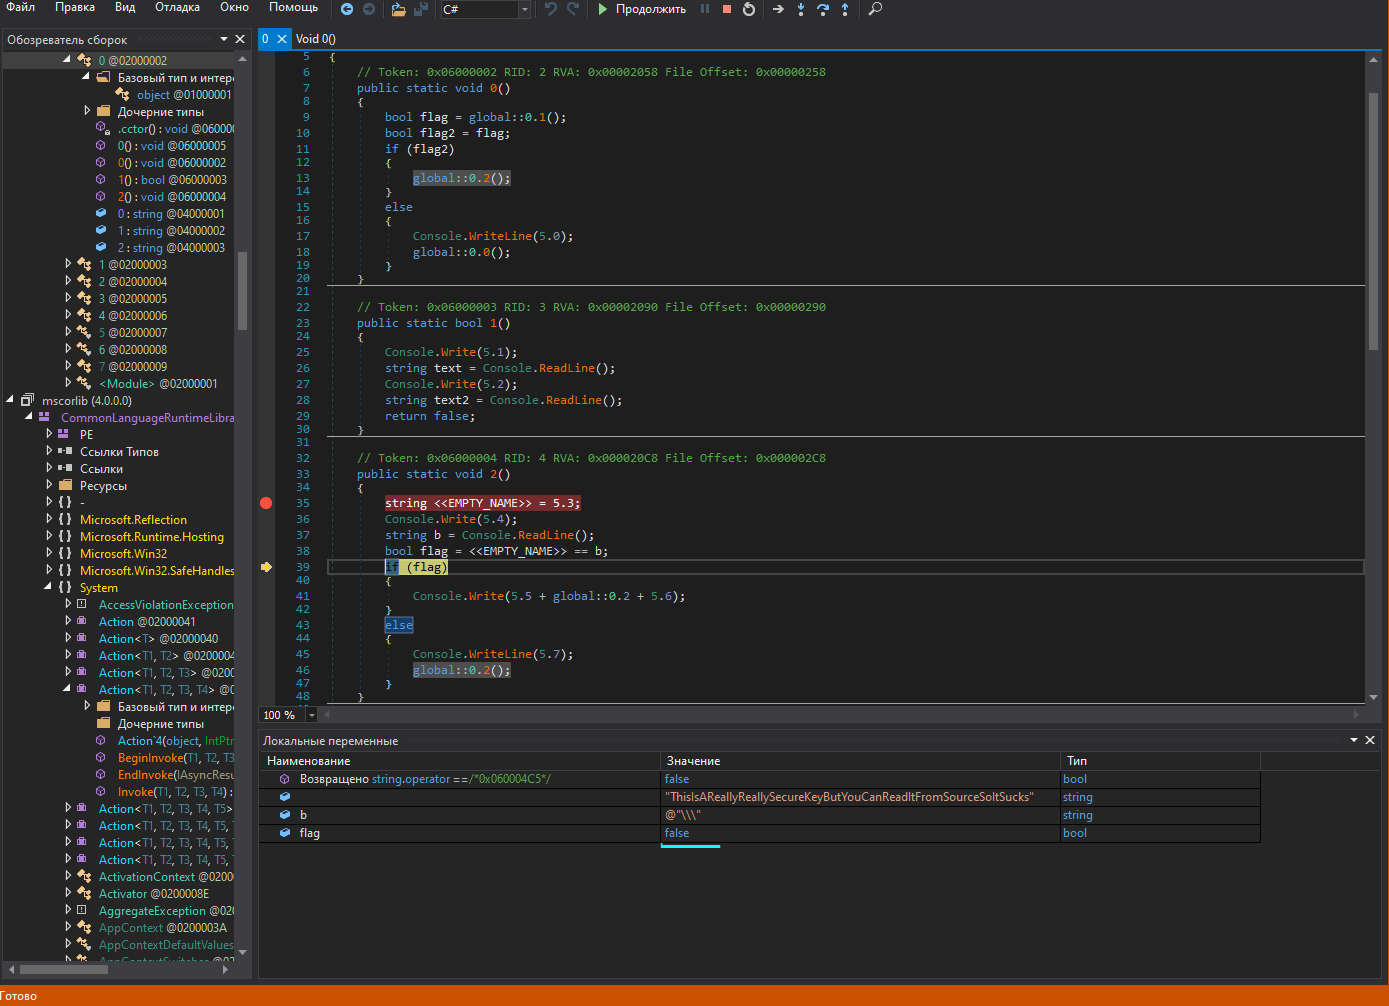 Файл Правка Вид Отладка Окно Помощь C# Продолжить
Обозреватель сборок
0 @02000002
Базовый тип и интер
object @01000001
Дочерние типы
.cctor() : void @06000
0() : void @06000005
0() : void @06000002
1() : bool @06000003
2() : void @06000004
0 : string @04000001
1 : string @04000002
2 : string @04000003
1 @02000003
2 @02000004
3 @02000005
4 @02000006
5 @02000007
6 @02000008
7 @02000009
<Module> @02000001
mscorlib (4.0.0.0)
CommonLanguageRuntimeLibra
PE
Ссылки Типов
Ссылки
Ресурсы
{ } -
{ } Microsoft.Reflection
{ } Microsoft.Runtime.Hosting
{ } Microsoft.Win32
{ } Microsoft.Win32.SafeHandles
{ } System
AccessViolationException
Action @02000041
Action<T> @02000040
Action<T1, T2> @0200004
Action<T1, T2, T3> @0200
Action<T1, T2, T3, T4> @0
Базовый тип и интер
Дочерние типы
Action`4(object, IntPtr
BeginInvoke(T1, T2, T3
EndInvoke(IAsyncResu
Invoke(T1, T2, T3, T4) :
Action<T1, T2, T3, T4, T5>
Action<T1, T2, T3, T4, T5,
Action<T1, T2, T3, T4, T5,
Action<T1, T2, T3, T4, T5,
ActivationContext @0200
Activator @0200008E
AggregateException @020
AppContext @0200003A
AppContextDefaultValues
0 Void 0()
5 {
6 // Token: 0x06000002 RID: 2 RVA: 0x00002058 File Offset: 0x00000258
7 public static void 0()
8 {
9 bool flag = global::0.1();
10 bool flag2 = flag;
11 if (flag2)
12 {
13 global::0.2();
14 }
15 else
16 {
17 Console.WriteLine(5.0);
18 global::0.0();
19 }
20 }
21
22 // Token: 0x06000003 RID: 3 RVA: 0x00002090 File Offset: 0x00000290
23 public static bool 1()
24 {
25 Console.Write(5.1);
26 string text = Console.ReadLine();
27 Console.Write(5.2);
28 string text2 = Console.ReadLine();
29 return false;
30 }
31
32 // Token: 0x06000004 RID: 4 RVA: 0x000020C8 File Offset: 0x000002C8
33 public static void 2()
34 {
35 string <<EMPTY_NAME>> = 5.3;
36 Console.Write(5.4);
37 string b = Console.ReadLine();
38 bool flag = <<EMPTY_NAME>> == b;
39 if (flag)
40 {
41 Console.Write(5.5 + global::0.2 + 5.6);
42 }
43 else
44 {
45 Console.WriteLine(5.7);
46 global::0.2();
47 }
48 }
100 %
Локальные переменные
Наименование Значение Тип
Возвращено string.operator ==/*0x060004C5*/ false bool
"ThisIsAReallyReallySecureKeyButYouCanReadItFromSourceSoItSucks" string
b @"\\\" string
flag false bool
Готово